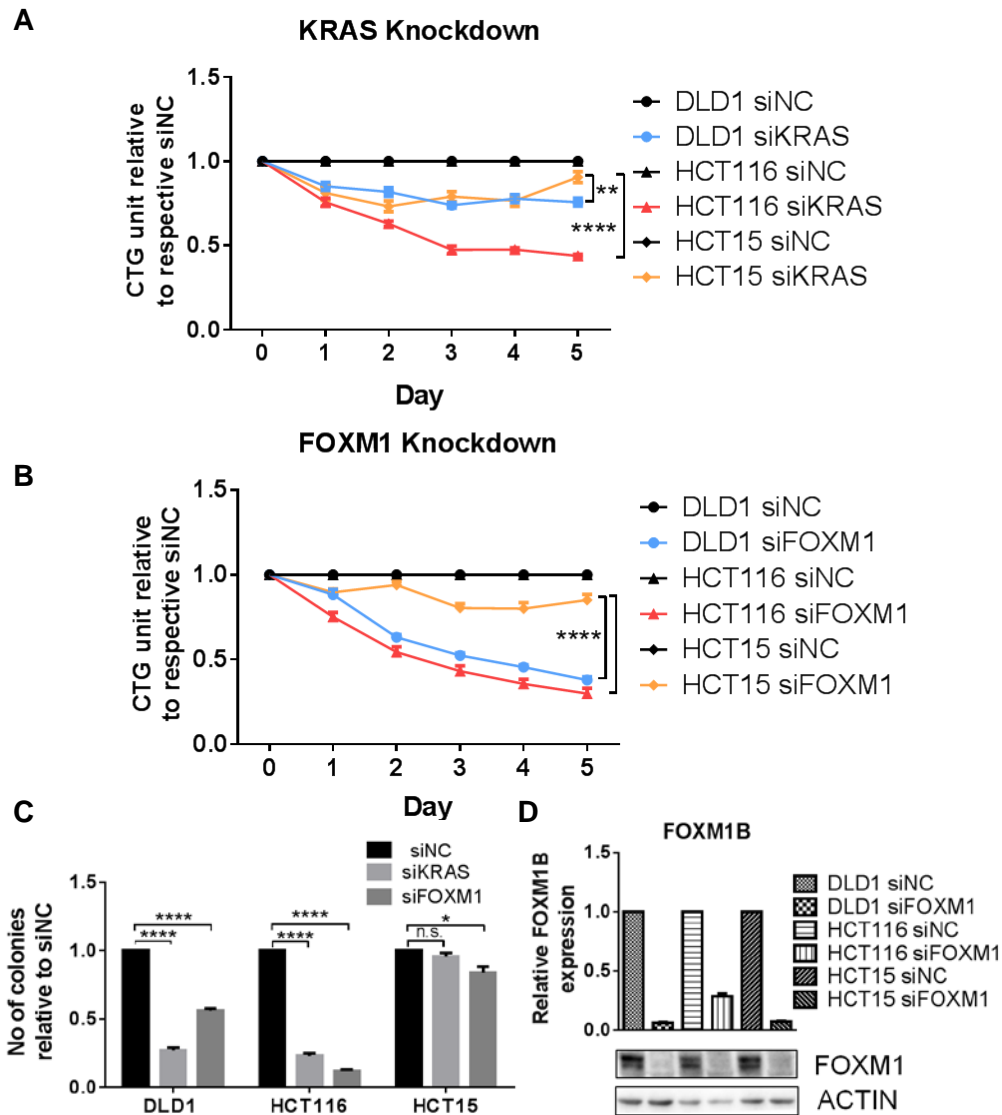 A
KRAS Knockdown
CTG unit relative
to respective siNC
1.5
1.0
0.5
0.0
0 1 2 3 4 5
Day
**
****
DLD1 siNC
DLD1 siKRAS
HCT116 siNC
HCT116 siKRAS
HCT15 siNC
HCT15 siKRAS
B
FOXM1 Knockdown
CTG unit relative
to respective siNC
1.5
1.0
0.5
0.0
0 1 2 3 4 5
Day
****
DLD1 siNC
DLD1 siFOXM1
HCT116 siNC
HCT116 siFOXM1
HCT15 siNC
HCT15 siFOXM1
C
siNC
siKRAS
siFOXM1
No of colonies
relative to siNC
1.5
1.0
0.5
0.0
****
****
****
****
*
n.s.
DLD1 HCT116 HCT15
D
FOXM1B
Relative FOXM1B
expression
1.5
1.0
0.5
0.0
DLD1 siNC
DLD1 siFOXM1
HCT116 siNC
HCT116 siFOXM1
HCT15 siNC
HCT15 siFOXM1
FOXM1
ACTIN